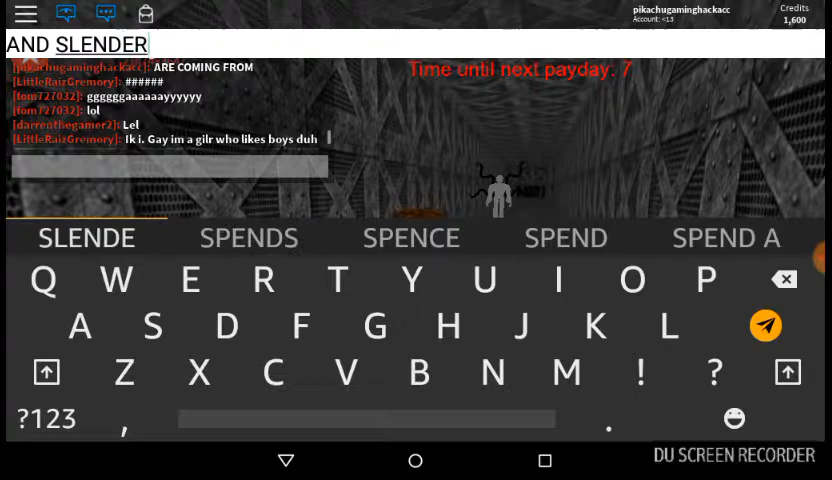 pikachugaminghackacc
Account: <13
Credits
1,600
AND SLENDER
[pikachugaminghackacc]: ARE COMING FROM
[LittleRaizGremory]: ######
[tom727032]: ggggggaaaaaayyyyyy
[tom727032]: lol
[darrenthegamer2]: Lel
[LittleRaizGremory]: Ik i. Gay im a gilr who likes boys duh
Time until next payday: 7
SLENDE SPENDS SPENCE SPEND SPEND A
Q W E R T Y U I O P
A S D F G H J K L
Z X C V B N M ! ?
?123 , .
DU SCREEN RECORDER